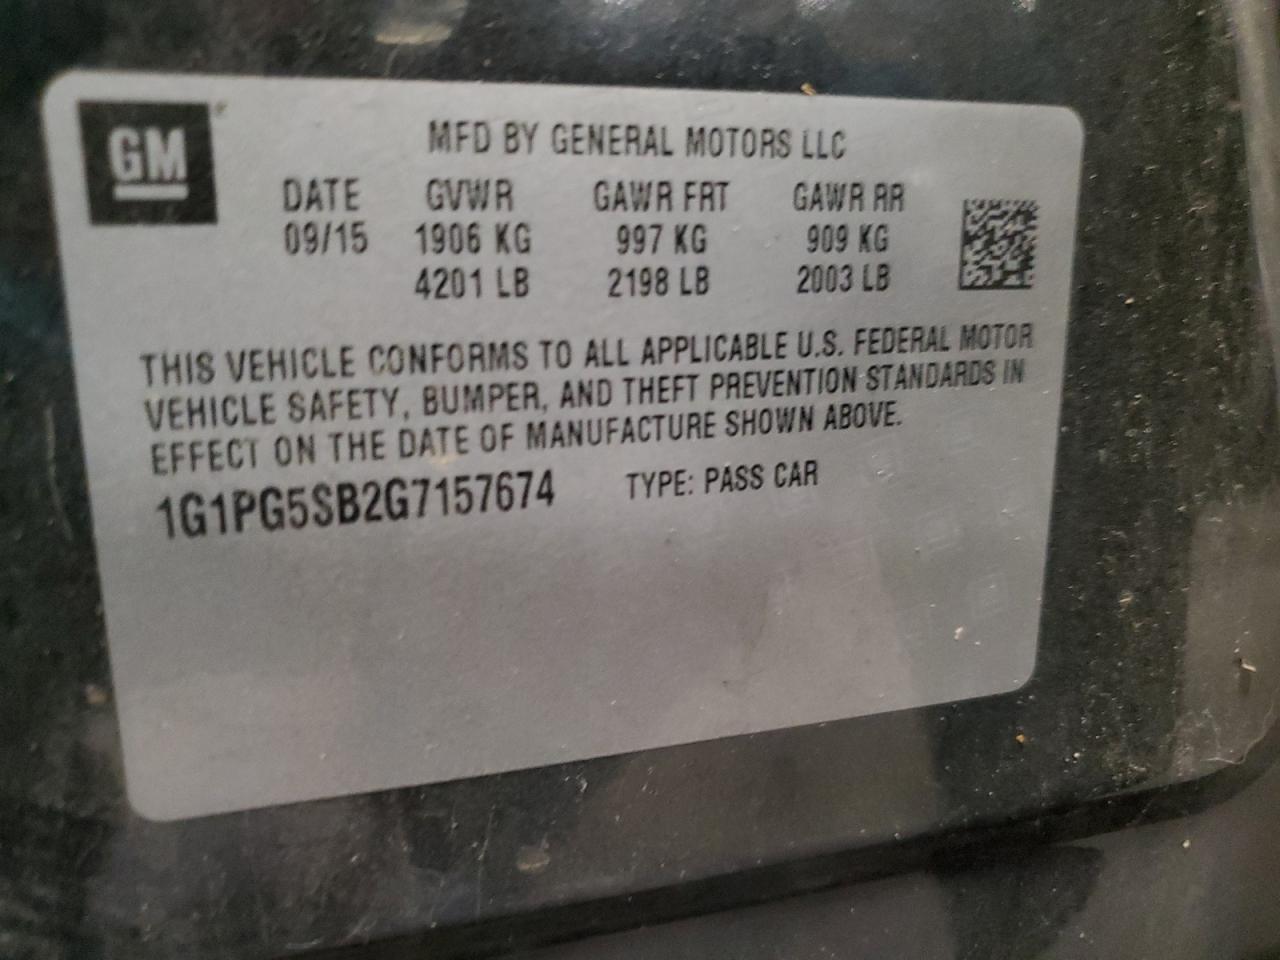 GM
MFD BY GENERAL MOTORS LLC
DATE GVWR GAWR FRT GAWR RR
09/15 1906 KG 997 KG 909 KG
4201 LB 2198 LB 2003 LB
THIS VEHICLE CONFORMS TO ALL APPLICABLE U.S. FEDERAL MOTOR
VEHICLE SAFETY, BUMPER, AND THEFT PREVENTION STANDARDS IN
EFFECT ON THE DATE OF MANUFACTURE SHOWN ABOVE.
1G1PG5SB2G7157674 TYPE: PASS CAR